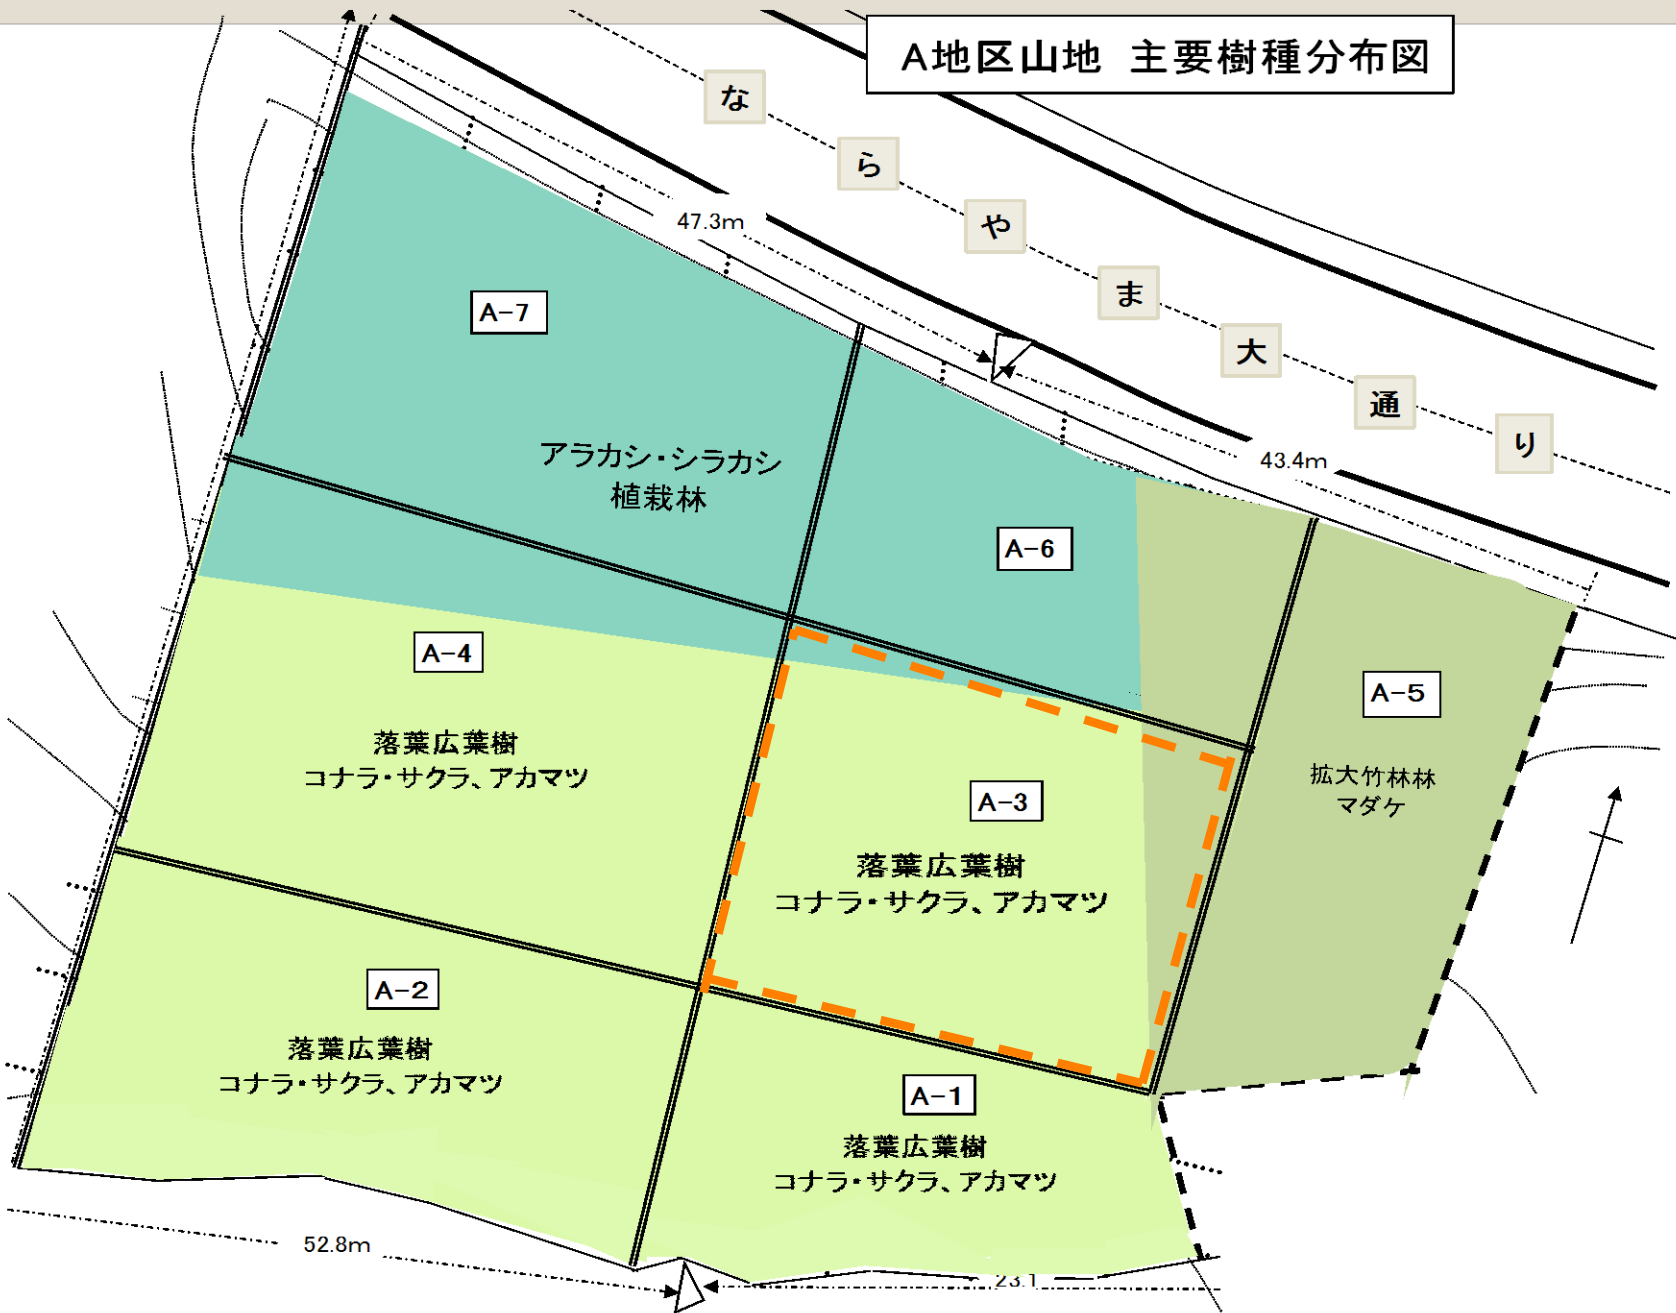 A地区山地 主要樹種分布図
ならやま大通り
47.3m
43.4m
A-7
アラカシ・シラカシ
植栽林
A-6
A-5
拡大竹林林
マダケ
A-4
落葉広葉樹
コナラ・サクラ、アカマツ
A-3
落葉広葉樹
コナラ・サクラ、アカマツ
A-2
落葉広葉樹
コナラ・サクラ、アカマツ
A-1
落葉広葉樹
コナラ・サクラ、アカマツ
52.8m
23.1